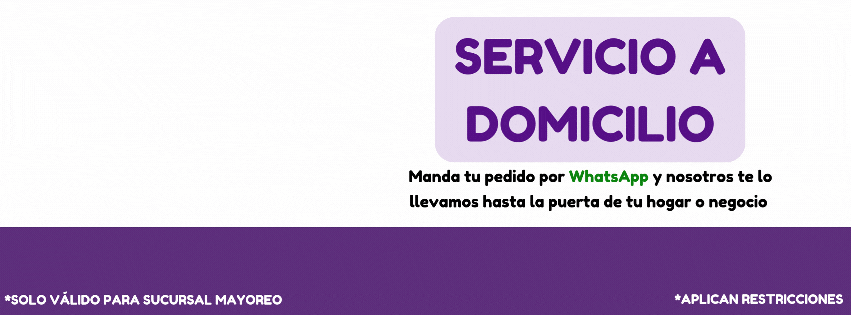 SERVICIO A
DOMICILIO
Manda tu pedido por WhatsApp y nosotros te lo
llevamos hasta la puerta de tu hogar o negocio
*SOLO VÁLIDO PARA SUCURSAL MAYOREO
*APLICAN RESTRICCIONES